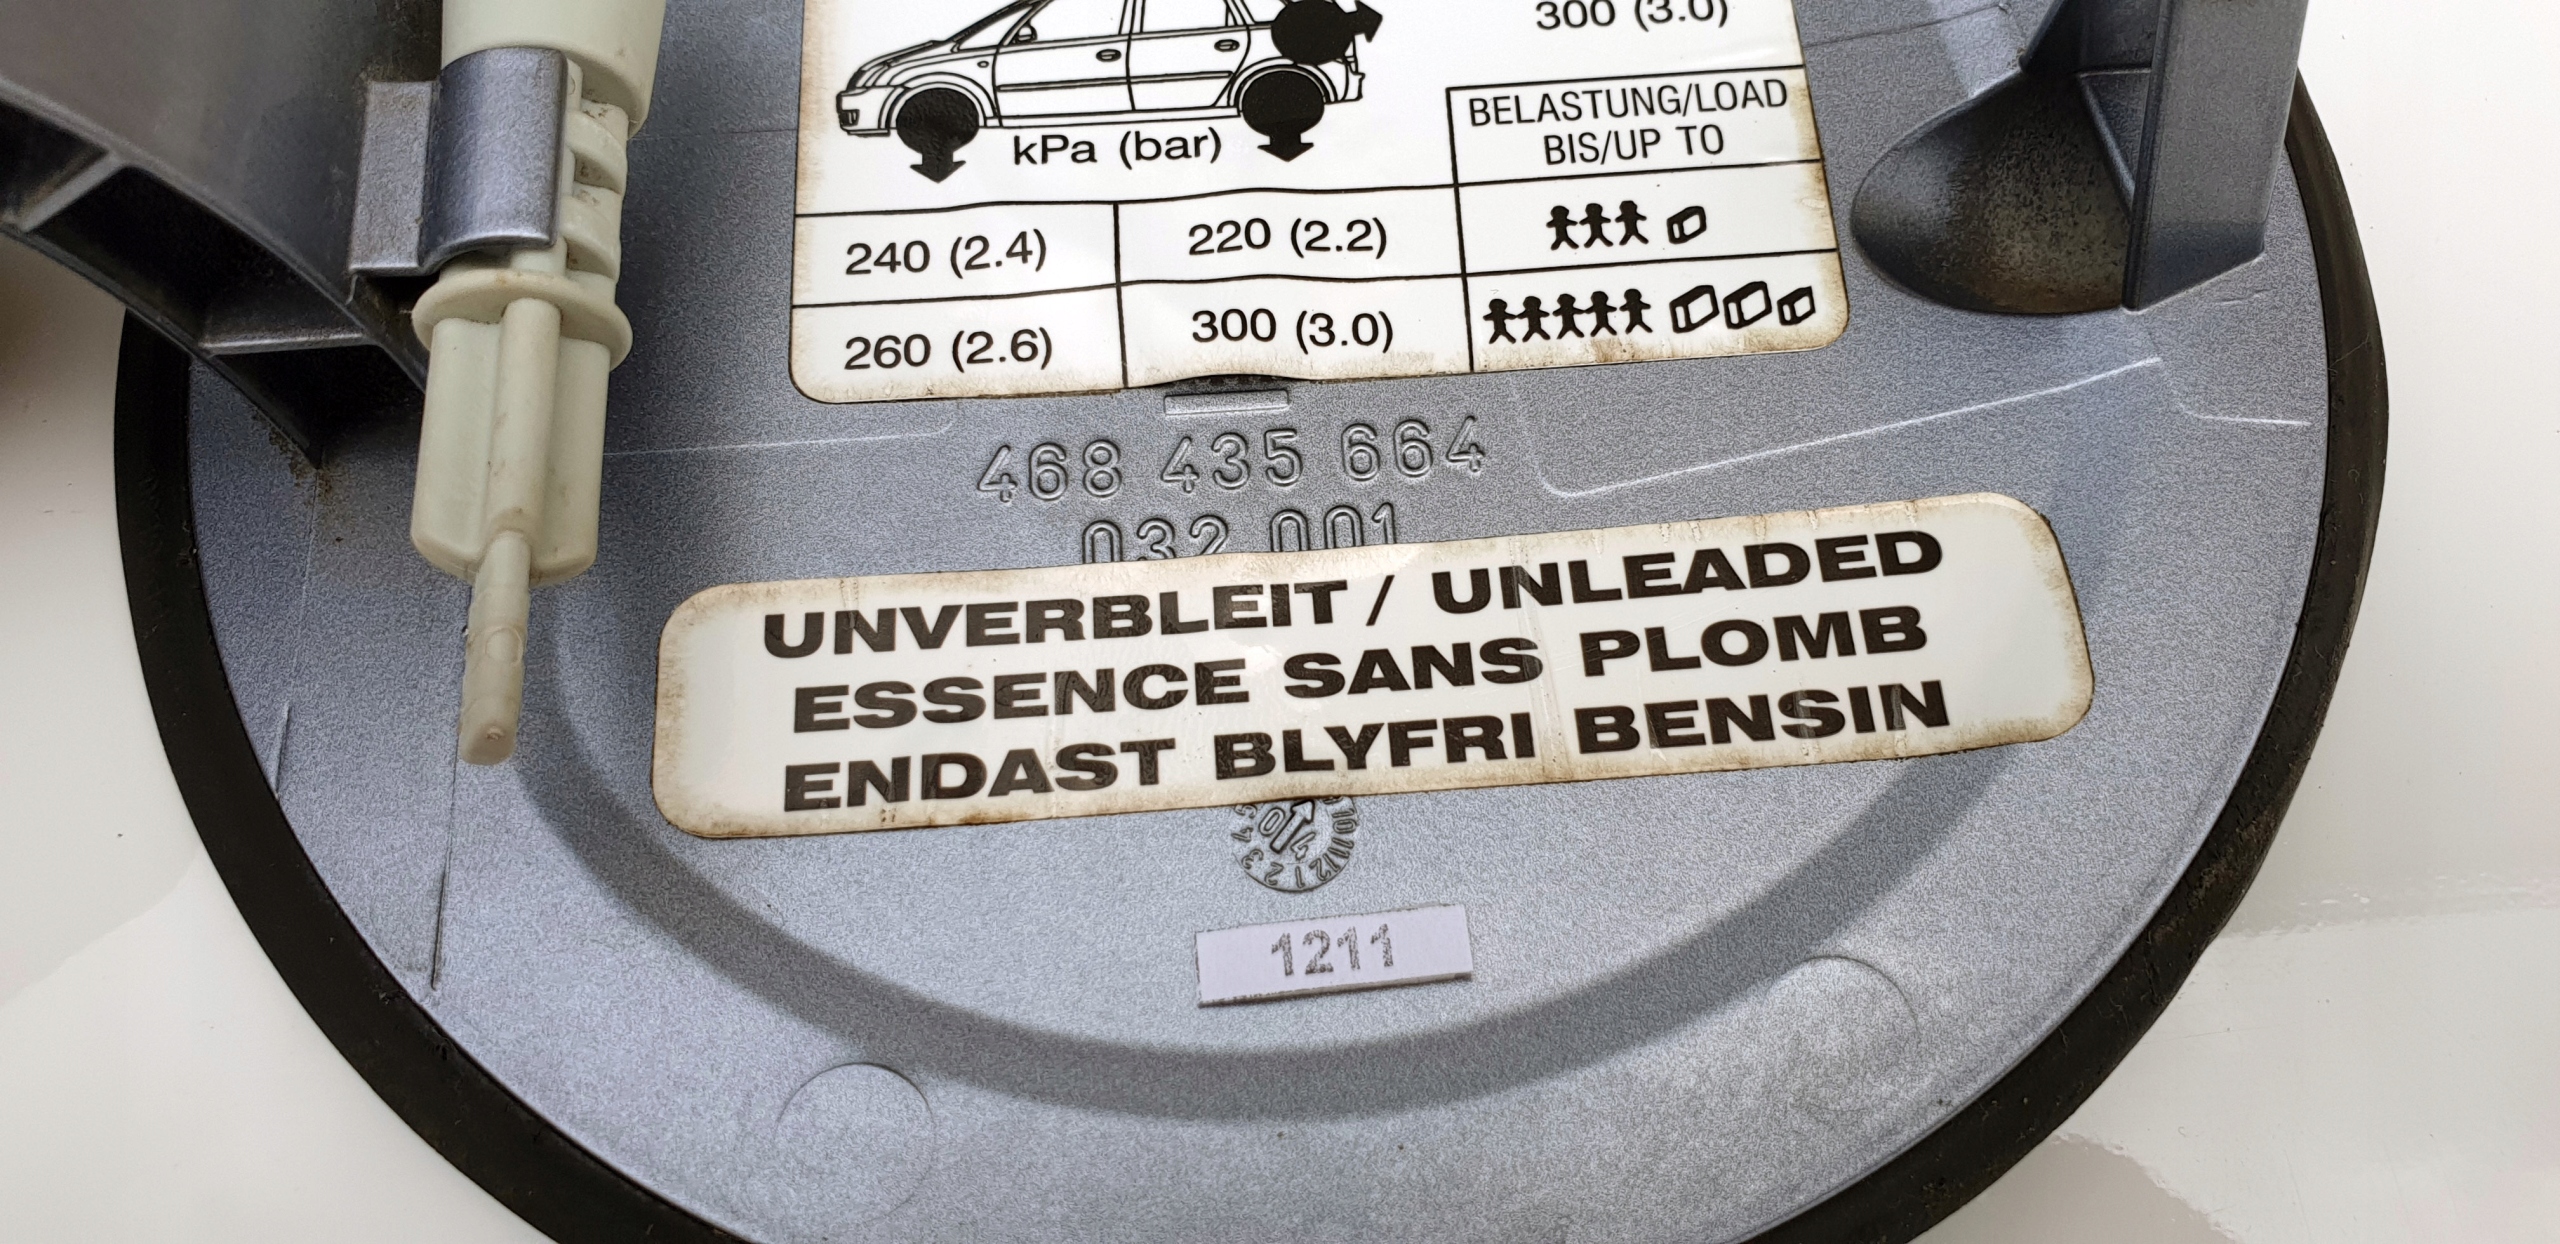 300 (3.0)
BELASTUNG/LOAD
BIS/UP TO
kPa (bar)
240 (2.4) 220 (2.2)
260 (2.6) 300 (3.0)
468 435 664
032 001
UNVERBLEIT / UNLEADED
ESSENCE SANS PLOMB
ENDAST BLYFRI BENSIN
1211